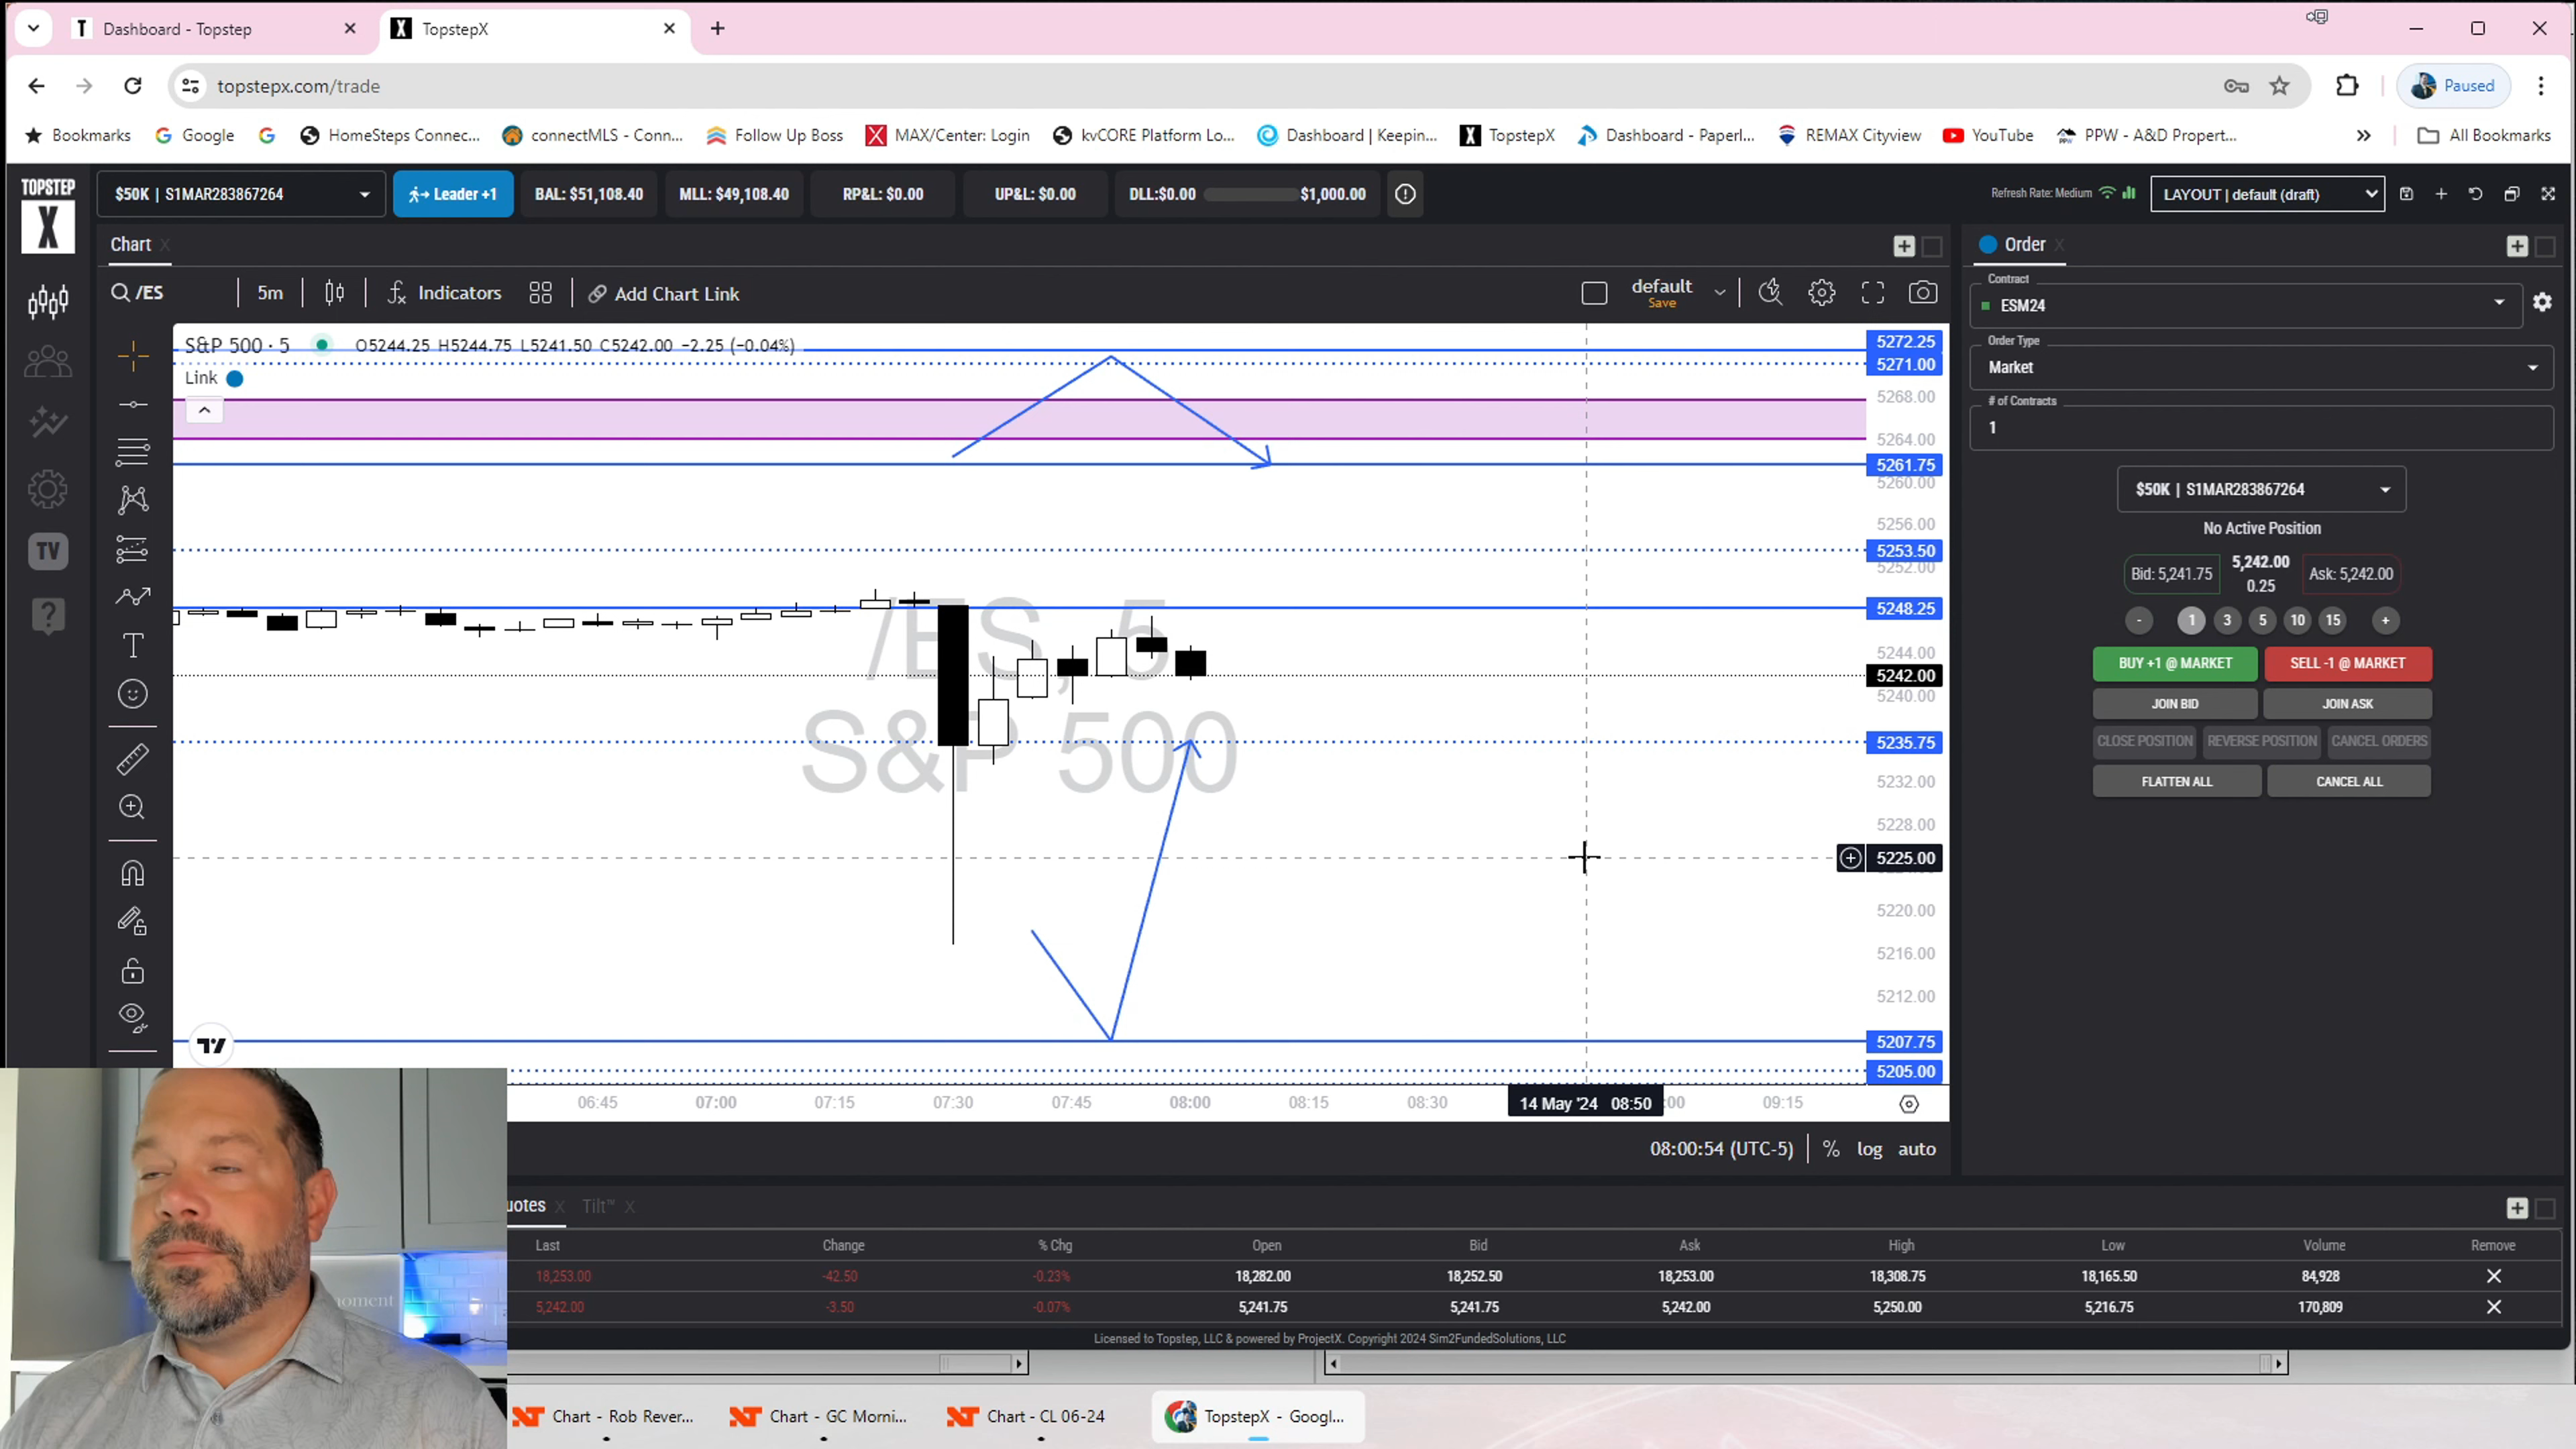 Dashboard - Topstep
TopstepX
topstepx.com/trade
Paused
Bookmarks
Google
HomeSteps Connec...
connectMLS - Conn...
Follow Up Boss
MAX/Center: Login
kvCORE Platform Lo...
Dashboard | Keepin...
TopstepX
Dashboard - Paperl...
REMAX Cityview
YouTube
PPW - A&D Propert...
All Bookmarks
TOPSTEP
X
$50K | S1MAR283867264
Leader +1
BAL: $51,108.40
MLL: $49,108.40
RP&L: $0.00
UP&L: $0.00
DLL:$0.00 $1,000.00
Refresh Rate: Medium
LAYOUT | default (draft)
Chart X
/ES
5m
Indicators
Add Chart Link
default
Save
S&P 500 · 5 O5244.25 H5244.75 L5241.50 C5242.00 −2.25 (−0.04%)
Link
/ES, 5
S&P 500
5272.25
5271.00
5268.00
5264.00
5261.75
5260.00
5256.00
5253.50
5252.00
5248.25
5244.00
5242.00
5240.00
5235.75
5232.00
5228.00
5225.00
5220.00
5216.00
5212.00
5207.75
5205.00
TV
06:45 07:00 07:15 07:30 07:45 08:00 08:15 08:30 14 May '24 08:50 :00 09:15
08:00:54 (UTC-5) % log auto
Order X
Contract
ESM24
Order Type
Market
# of Contracts
1
$50K | S1MAR283867264
No Active Position
Bid: 5,241.75
5,242.00
0.25
Ask: 5,242.00
- 1 3 5 10 15 +
BUY +1 @ MARKET
SELL -1 @ MARKET
JOIN BID
JOIN ASK
CLOSE POSITION
REVERSE POSITION
CANCEL ORDERS
FLATTEN ALL
CANCEL ALL
uotes X Tilt™ X
Last Change % Chg Open Bid Ask High Low Volume Remove
18,253.00 -42.50 -0.23% 18,282.00 18,252.50 18,253.00 18,308.75 18,165.50 84,928
5,242.00 -3.50 -0.07% 5,241.75 5,241.75 5,242.00 5,250.00 5,216.75 170,809
Licensed to Topstep, LLC & powered by ProjectX. Copyright 2024 Sim2FundedSolutions, LLC
moment
Chart - Rob Rever...
Chart - GC Morni...
Chart - CL 06-24
TopstepX - Googl...